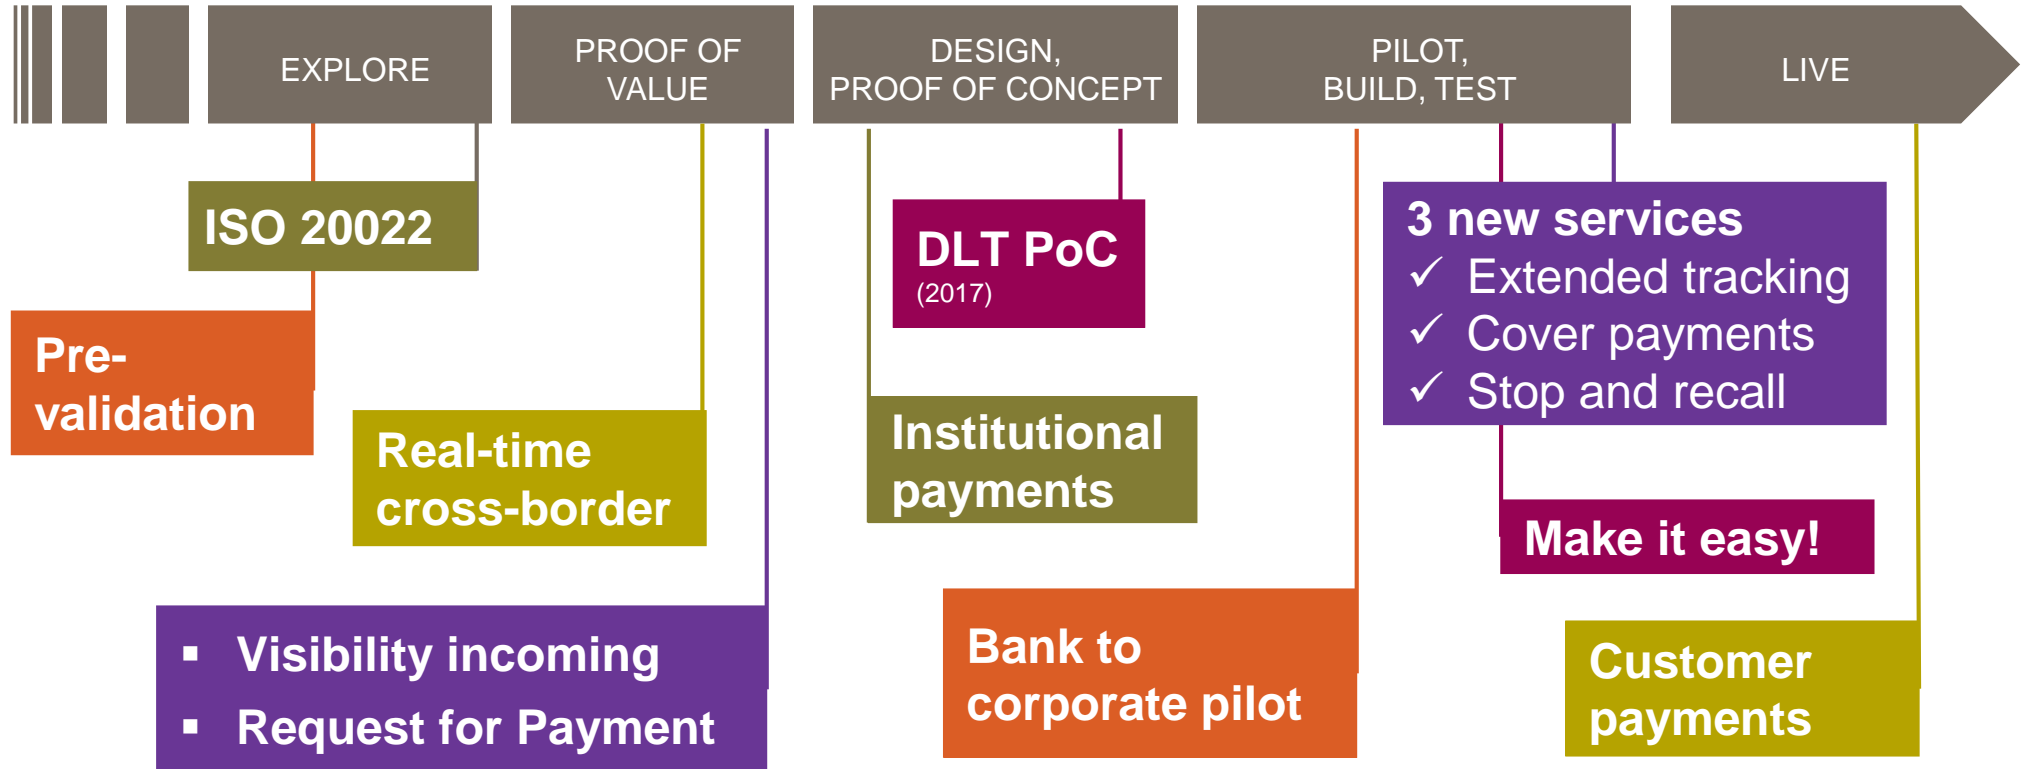 EXPLORE
PROOF OF
VALUE
DESIGN,
PROOF OF CONCEPT
PILOT,
BUILD, TEST
LIVE
ISO 20022
Pre-
validation
Real-time
cross-border
▪ Visibility incoming
▪ Request for Payment
DLT PoC
(2017)
Institutional
payments
Bank to
corporate pilot
3 new services
✓ Extended tracking
✓ Cover payments
✓ Stop and recall
Make it easy!
Customer
payments